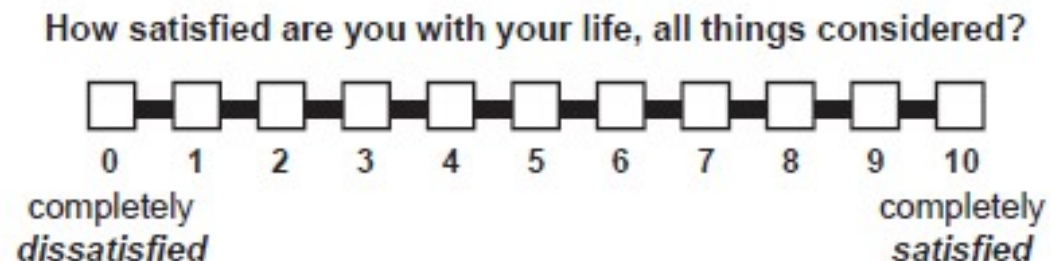 How satisfied are you with your life, all things considered?
0 1 2 3 4 5 6 7 8 9 10
completely completely
dissatisfied satisfied